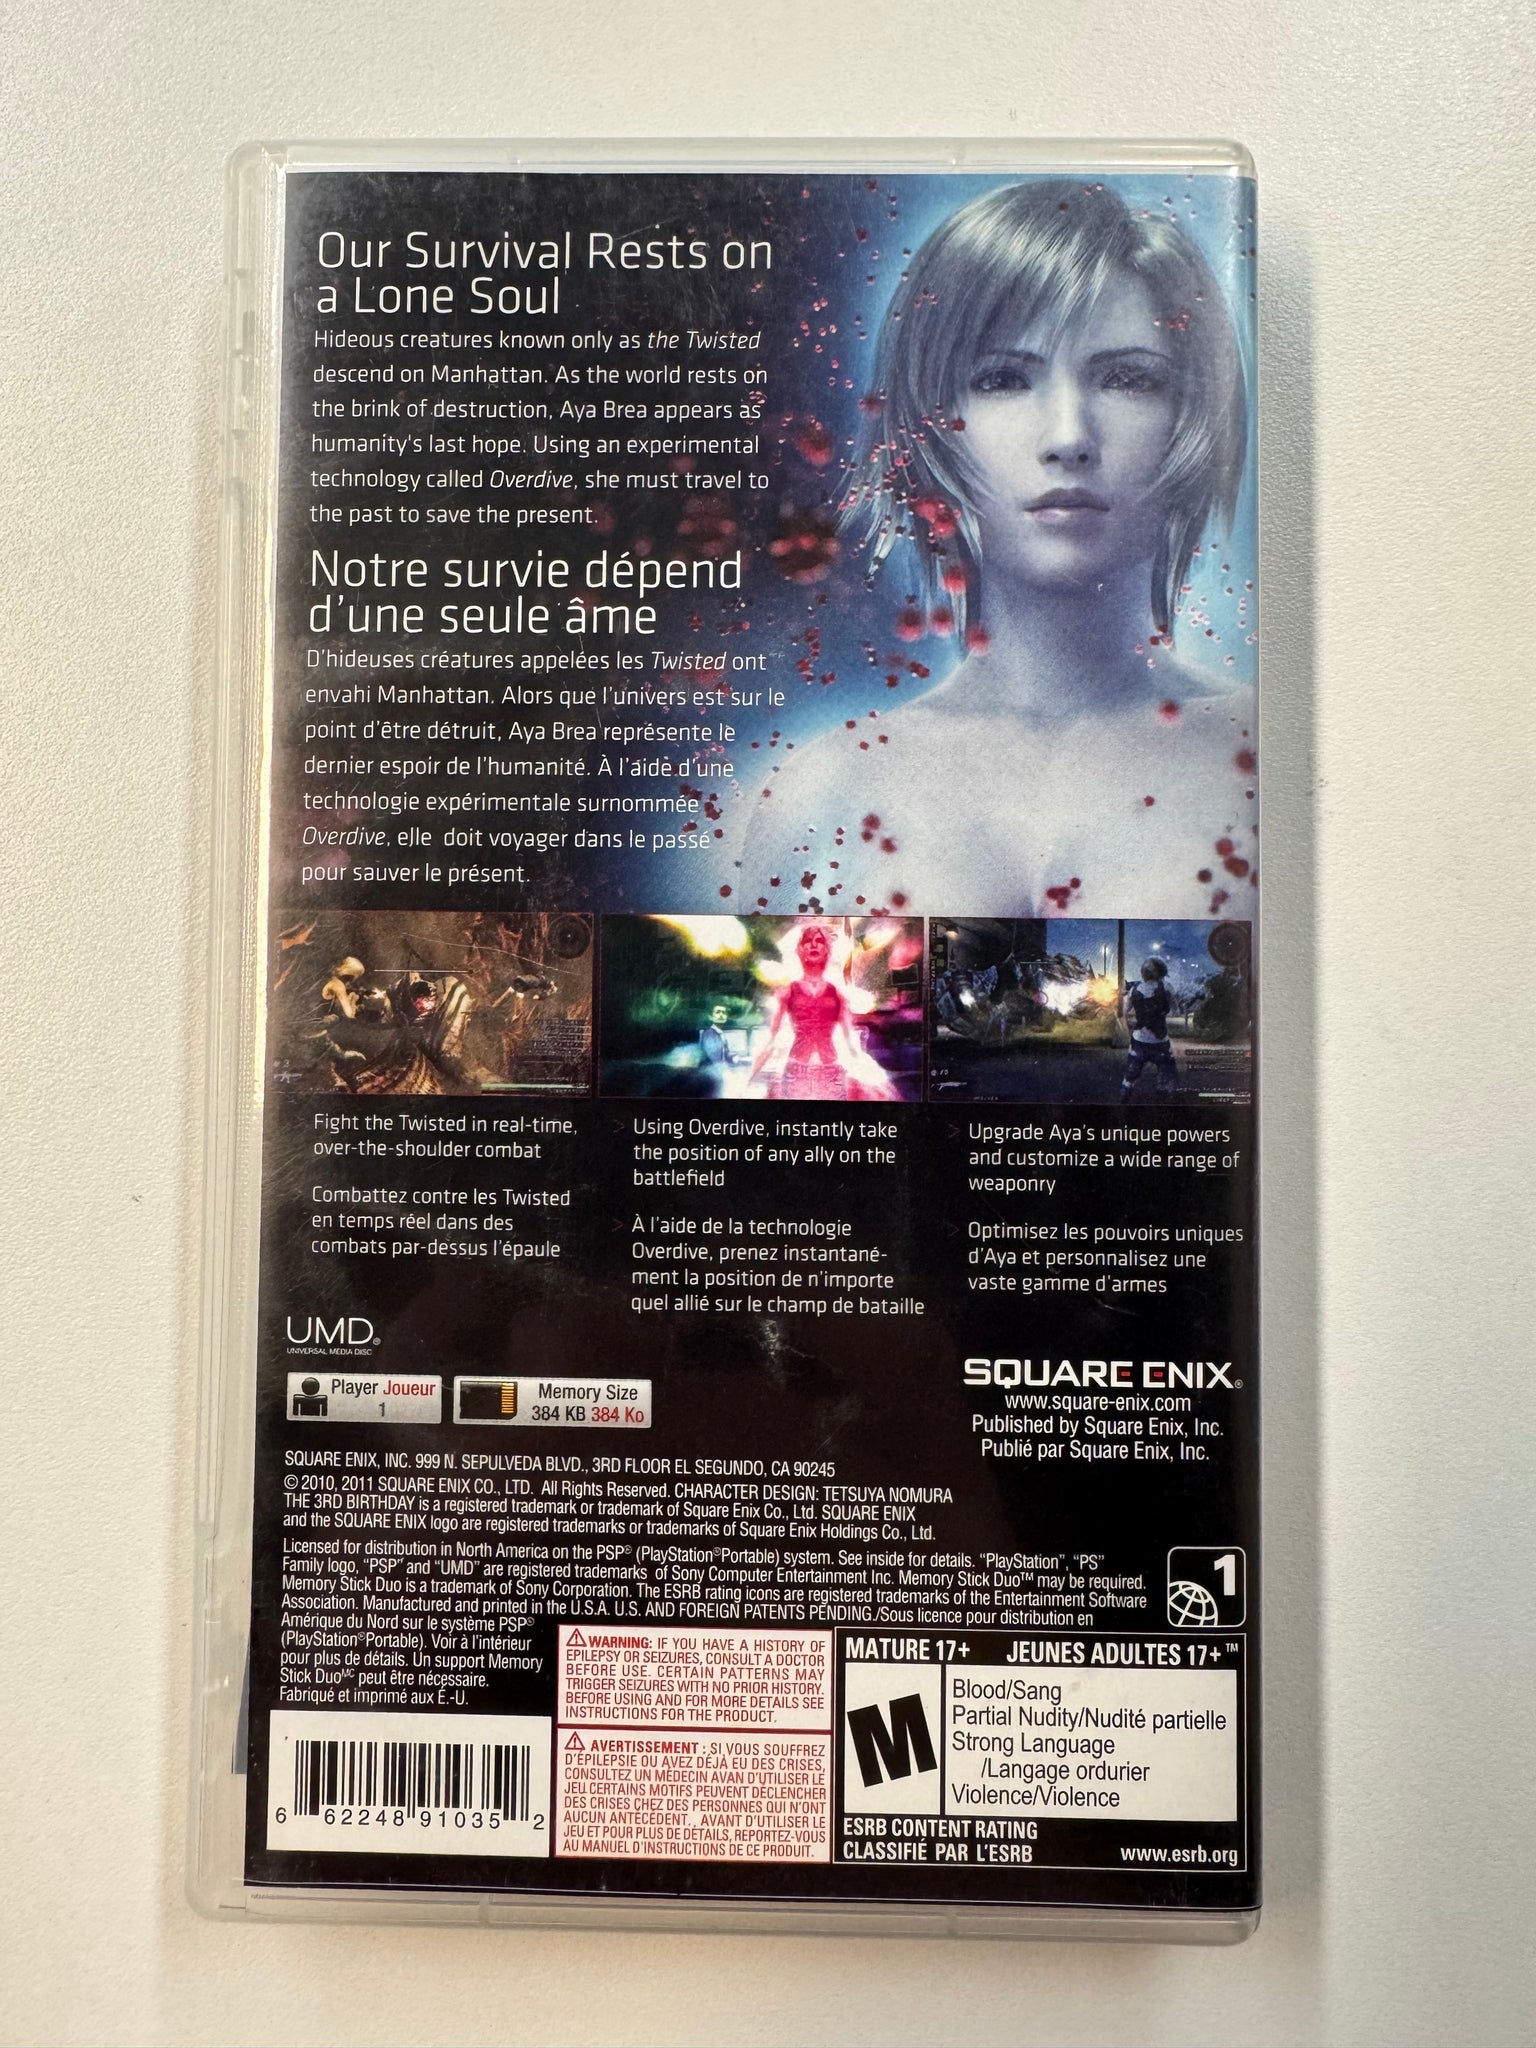 Our Survival Rests on
a Lone Soul
Hideous creatures known only as the Twisted
descend on Manhattan. As the world rests on
the brink of destruction, Aya Brea appears as
humanity's last hope. Using an experimental
technology called Overdive, she must travel to
the past to save the present.
Notre survie dépend
d'une seule âme
D'hideuses créatures appelées les Twisted ont
envahi Manhattan. Alors que l'univers est sur le
point d'être détruit, Aya Brea représente le
dernier espoir de l'humanité. À l'aide d'une
technologie expérimentale surnommée
Overdive, elle doit voyager dans le passé
pour sauver le présent.
Fight the Twisted in real-time,
over-the-shoulder combat
Combattez contre les Twisted
en temps réel dans des
combats par-dessus l'épaule
> Using Overdive, instantly take
the position of any ally on the
battlefield
> À l'aide de la technologie
Overdive, prenez instantané-
ment la position de n'importe
quel allié sur le champ de bataille
> Upgrade Aya's unique powers
and customize a wide range of
weaponry
> Optimisez les pouvoirs uniques
d'Aya et personnalisez une
vaste gamme d'armes
UMD®
UNIVERSAL MEDIA DISC
Player Joueur
1
Memory Size
384 KB 384 Ko
SQUARE ENIX®
www.square-enix.com
Published by Square Enix, Inc.
Publié par Square Enix, Inc.
SQUARE ENIX, INC. 999 N. SEPULVEDA BLVD., 3RD FLOOR EL SEGUNDO, CA 90245
© 2010, 2011 SQUARE ENIX CO., LTD. All Rights Reserved. CHARACTER DESIGN: TETSUYA NOMURA
THE 3RD BIRTHDAY is a registered trademark or trademark of Square Enix Co., Ltd. SQUARE ENIX
and the SQUARE ENIX logo are registered trademarks or trademarks of Square Enix Holdings Co., Ltd.
Licensed for distribution in North America on the PSP® (PlayStation®Portable) system. See inside for details. "PlayStation", "PS"
Family logo, "PSP" and "UMD" are registered trademarks of Sony Computer Entertainment Inc. Memory Stick Duo™ may be required.
Memory Stick Duo is a trademark of Sony Corporation. The ESRB rating icons are registered trademarks of the Entertainment Software
Association. Manufactured and printed in the U.S.A. U.S. AND FOREIGN PATENTS PENDING./Sous licence pour distribution en
Amérique du Nord sur le système PSP®
(PlayStation®Portable). Voir à l'intérieur
pour plus de détails. Un support Memory
Stick Duo MC peut être nécessaire.
Fabriqué et imprimé aux É.-U.
1
WARNING: IF YOU HAVE A HISTORY OF
EPILEPSY OR SEIZURES, CONSULT A DOCTOR
BEFORE USE. CERTAIN PATTERNS MAY
TRIGGER SEIZURES WITH NO PRIOR HISTORY.
BEFORE USING AND FOR MORE DETAILS SEE
INSTRUCTIONS FOR THE PRODUCT.
AVERTISSEMENT : SI VOUS SOUFFREZ
D'ÉPILEPSIE OU AVEZ DÉJÀ EU DES CRISES,
CONSULTEZ UN MÉDECIN AVAN D'UTILISER LE
JEU CERTAINS MOTIFS PEUVENT DÉCLENCHER
DES CRISES CHEZ DES PERSONNES QUI N'ONT
AUCUN ANTÉCÉDENT. AVANT D'UTILISER LE
JEU ET POUR PLUS DE DÉTAILS, REPORTEZ-VOUS
AU MANUEL D'INSTRUCTIONS DE CE PRODUIT.
MATURE 17+ JEUNES ADULTES 17+™
M
Blood/Sang
Partial Nudity/Nudité partielle
Strong Language
/Langage ordurier
Violence/Violence
ESRB CONTENT RATING
CLASSIFIÉ PAR L'ESRB
www.esrb.org
6 62248 91035 2